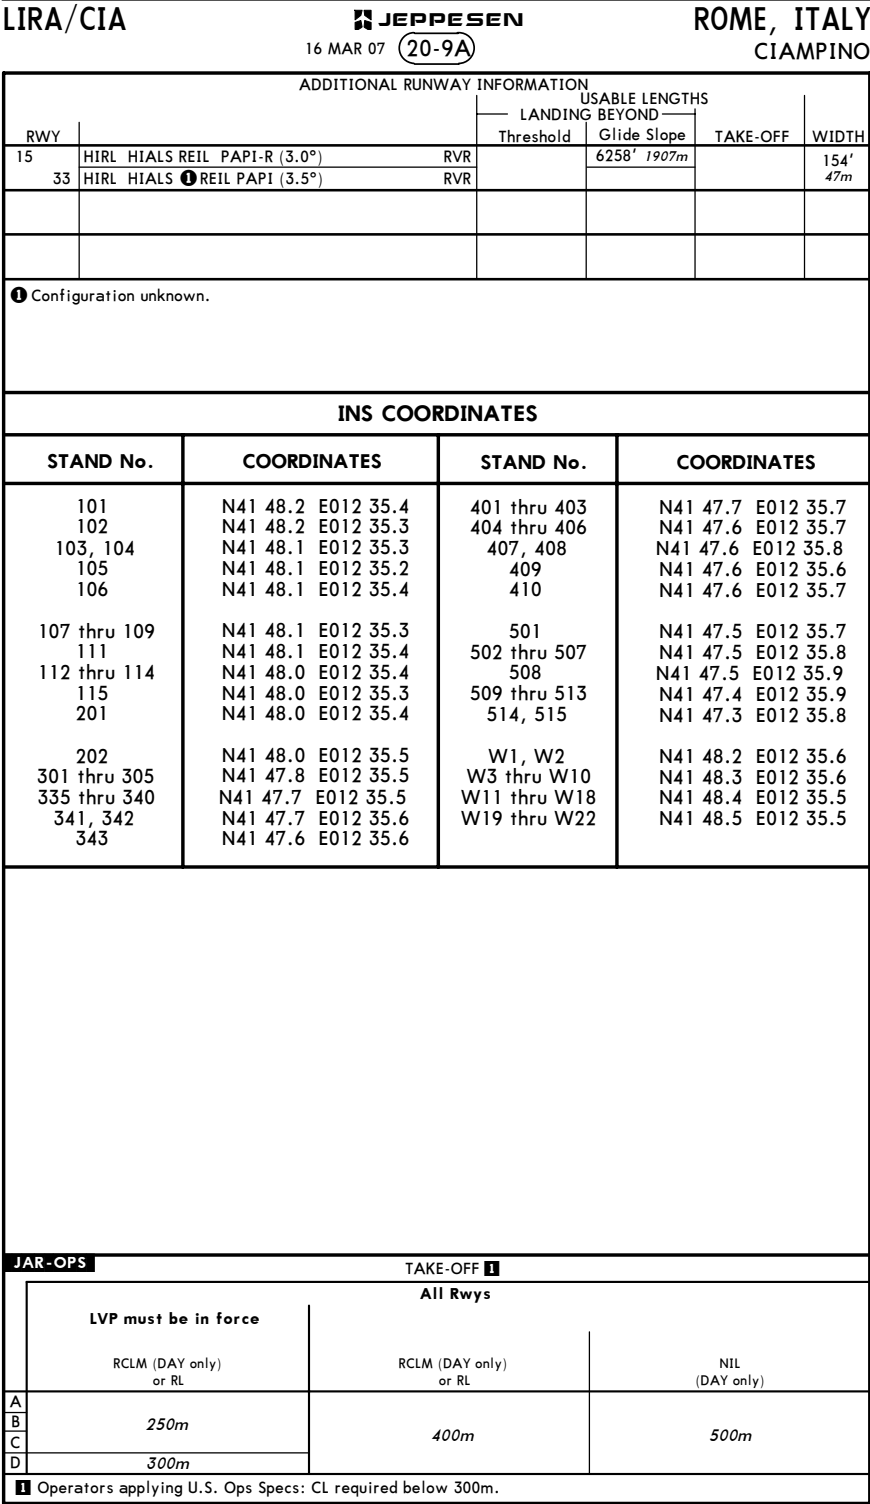 LIRA/CIA JEPPESEN ROME, ITALY
16 MAR 07 20-9A CIAMPINO
ADDITIONAL RUNWAY INFORMATION
USABLE LENGTHS
LANDING BEYOND
RWY Threshold Glide Slope TAKE-OFF WIDTH
15 HIRL HIALS REIL PAPI-R (3.0°) RVR 6258' 1907m 154'
33 HIRL HIALS ❶ REIL PAPI (3.5°) RVR 47m
❶ Configuration unknown.
INS COORDINATES
STAND No. COORDINATES STAND No. COORDINATES
101 N41 48.2 E012 35.4 401 thru 403 N41 47.7 E012 35.7
102 N41 48.2 E012 35.3 404 thru 406 N41 47.6 E012 35.7
103, 104 N41 48.1 E012 35.3 407, 408 N41 47.6 E012 35.8
105 N41 48.1 E012 35.2 409 N41 47.6 E012 35.6
106 N41 48.1 E012 35.4 410 N41 47.6 E012 35.7
107 thru 109 N41 48.1 E012 35.3 501 N41 47.5 E012 35.7
111 N41 48.1 E012 35.4 502 thru 507 N41 47.5 E012 35.8
112 thru 114 N41 48.0 E012 35.4 508 N41 47.5 E012 35.9
115 N41 48.0 E012 35.3 509 thru 513 N41 47.4 E012 35.9
201 N41 48.0 E012 35.4 514, 515 N41 47.3 E012 35.8
202 N41 48.0 E012 35.5 W1, W2 N41 48.2 E012 35.6
301 thru 305 N41 47.8 E012 35.5 W3 thru W10 N41 48.3 E012 35.6
335 thru 340 N41 47.7 E012 35.5 W11 thru W18 N41 48.4 E012 35.5
341, 342 N41 47.7 E012 35.6 W19 thru W22 N41 48.5 E012 35.5
343 N41 47.6 E012 35.6
JAR-OPS TAKE-OFF 1
All Rwys
LVP must be in force
RCLM (DAY only) RCLM (DAY only) NIL
or RL or RL (DAY only)
A
B 250m
C 400m 500m
D 300m
1 Operators applying U.S. Ops Specs: CL required below 300m.